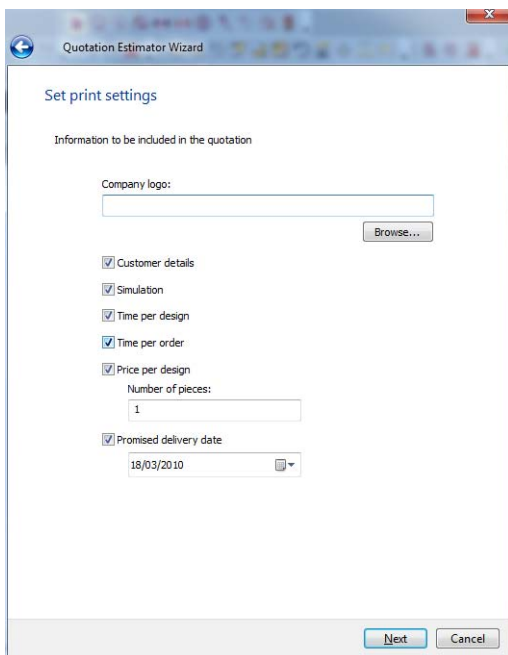 Quotation Estimator Wizard
Set print settings
Information to be included in the quotation
Company logo:
Browse...
Customer details
Simulation
Time per design
Time per order
Price per design
Number of pieces:
1
Promised delivery date
18/03/2010
Next
Cancel